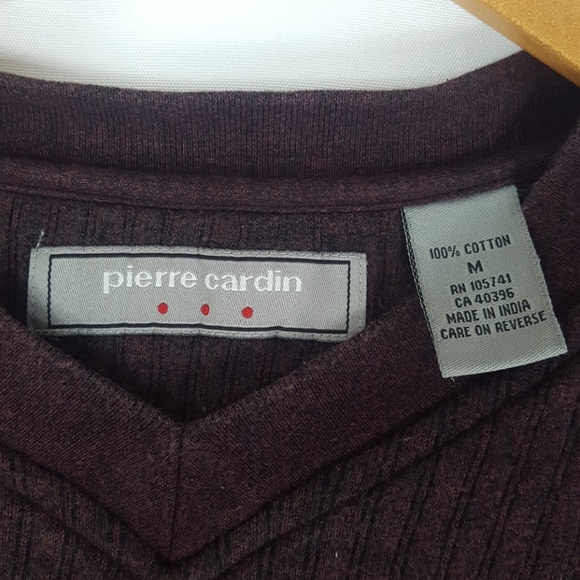 pierre cardin
100% COTTON
M
RN 105741
CA 40396
MADE IN INDIA
CARE ON REVERSE